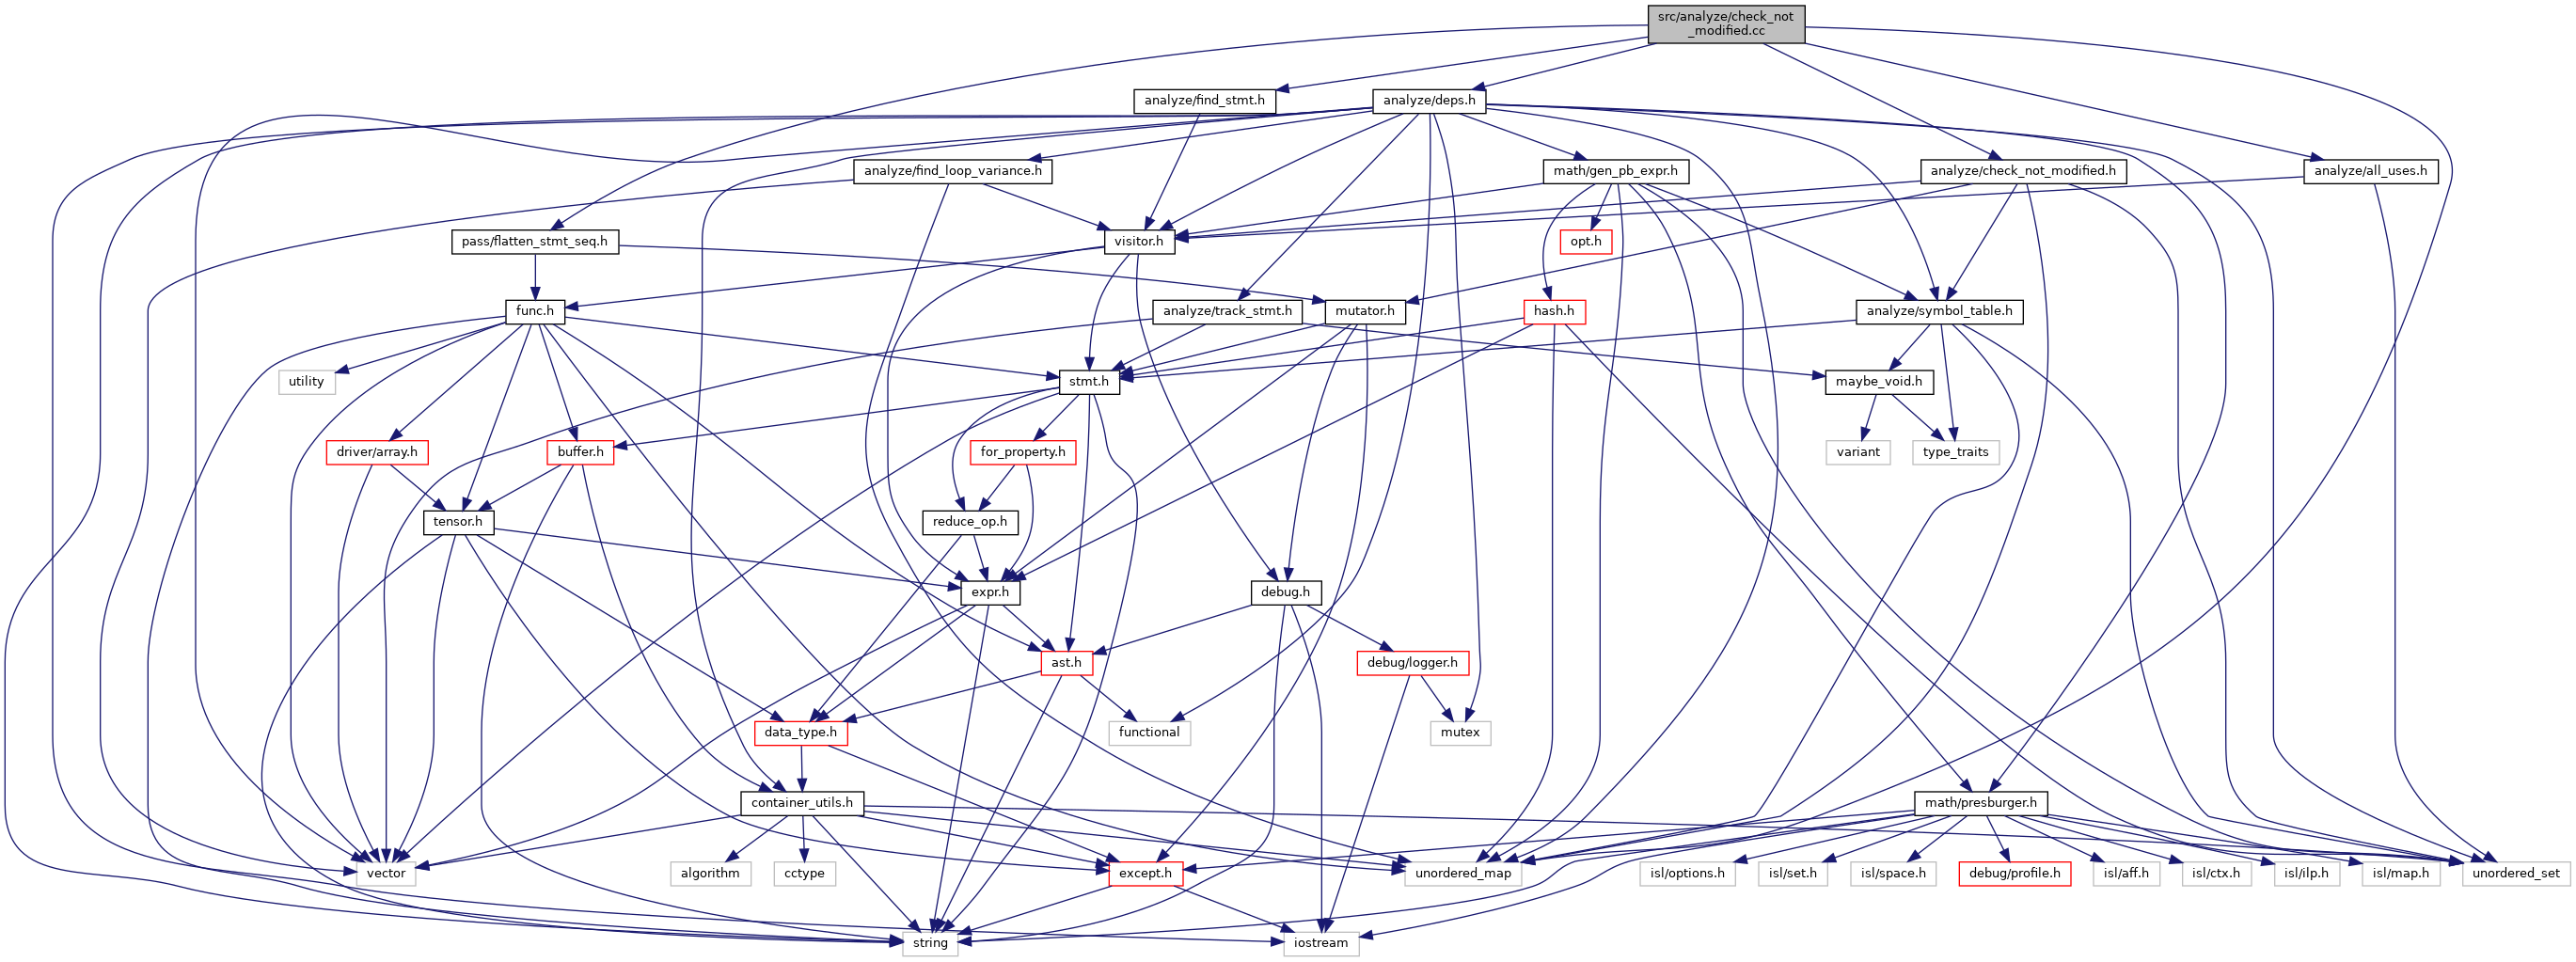 src/analyze/check_not
_modified.cc
analyze/find_stmt.h
analyze/deps.h
analyze/find_loop_variance.h
math/gen_pb_expr.h
analyze/check_not_modified.h
analyze/all_uses.h
pass/flatten_stmt_seq.h
visitor.h
opt.h
func.h
analyze/track_stmt.h
mutator.h
hash.h
analyze/symbol_table.h
utility
stmt.h
maybe_void.h
driver/array.h
buffer.h
for_property.h
variant
type_traits
tensor.h
reduce_op.h
expr.h
debug.h
ast.h
debug/logger.h
data_type.h
functional
mutex
container_utils.h
math/presburger.h
vector
algorithm
cctype
except.h
unordered_map
isl/options.h
isl/set.h
isl/space.h
debug/profile.h
isl/aff.h
isl/ctx.h
isl/ilp.h
isl/map.h
unordered_set
string
iostream